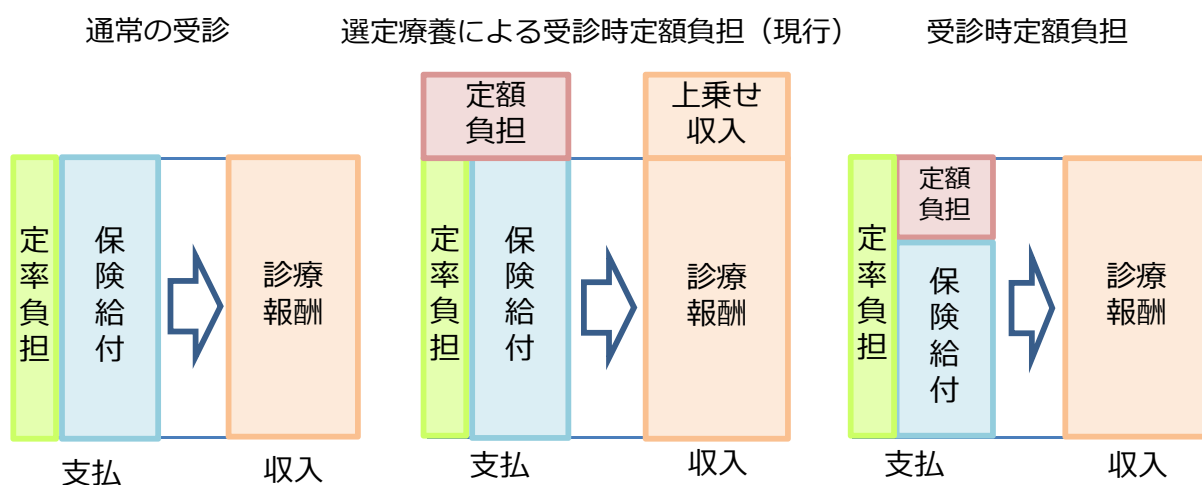 通常の受診
定率負担
保険給付
診療
報酬
支払
収入
選定療養による受診時定額負担（現行）
定額
負担
上乗せ
収入
定率負担
保険給付
診療
報酬
支払
収入
受診時定額負担
定率負担
定額
負担
保険給付
診療
報酬
支払
収入